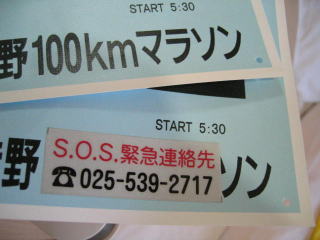 START 5:30
野100kmマラソン
START 5:30
野
S.O.S.緊急連絡先
☎025-539-2717
ソン